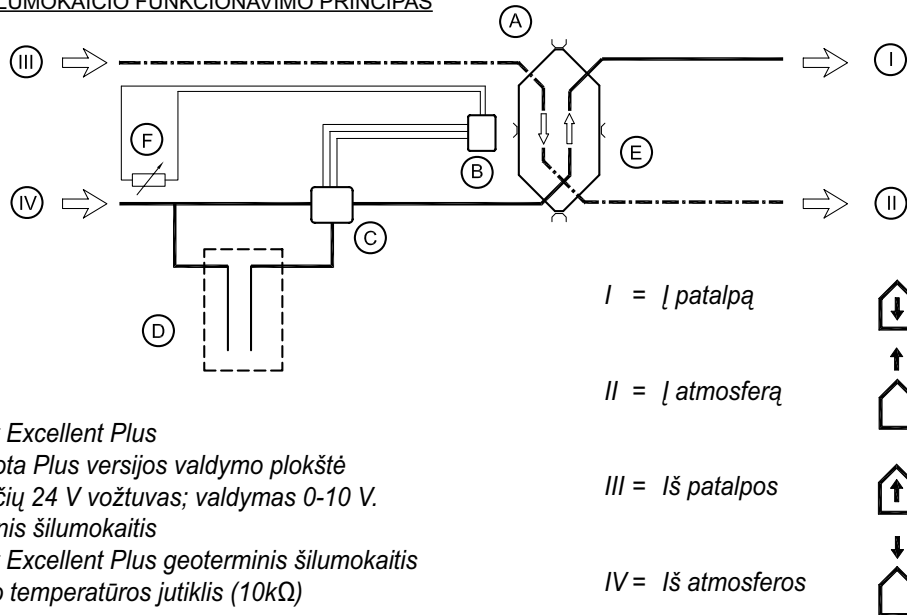 FUNKCIONAVIMO PRINCIPAS
A
III
I
F
B
E
IV
II
C
D
I = Į patalpą
II = Į atmosferą
Excellent Plus
Plus versijos valdymo plokštė
III = Iš patalpos
24 V vožtuvas; valdymas 0-10 V.
šilumokaitis
Excellent Plus geoterminis šilumokaitis
IV = Iš atmosferos
temperatūros jutiklis (10kΩ)